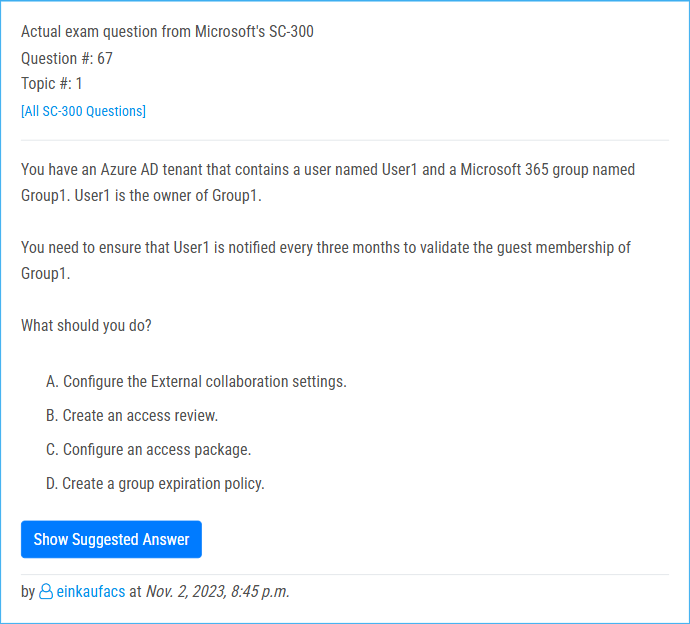 Actual exam question from Microsoft's SC-300
Question #: 67
Topic #: 1
[All SC-300 Questions]
You have an Azure AD tenant that contains a user named User1 and a Microsoft 365 group named
Group1. User1 is the owner of Group1.
You need to ensure that User1 is notified every three months to validate the guest membership of
Group1.
What should you do?
A. Configure the External collaboration settings.
B. Create an access review.
C. Configure an access package.
D. Create a group expiration policy.
Show Suggested Answer
by einkaufacs at Nov. 2, 2023, 8:45 p.m.